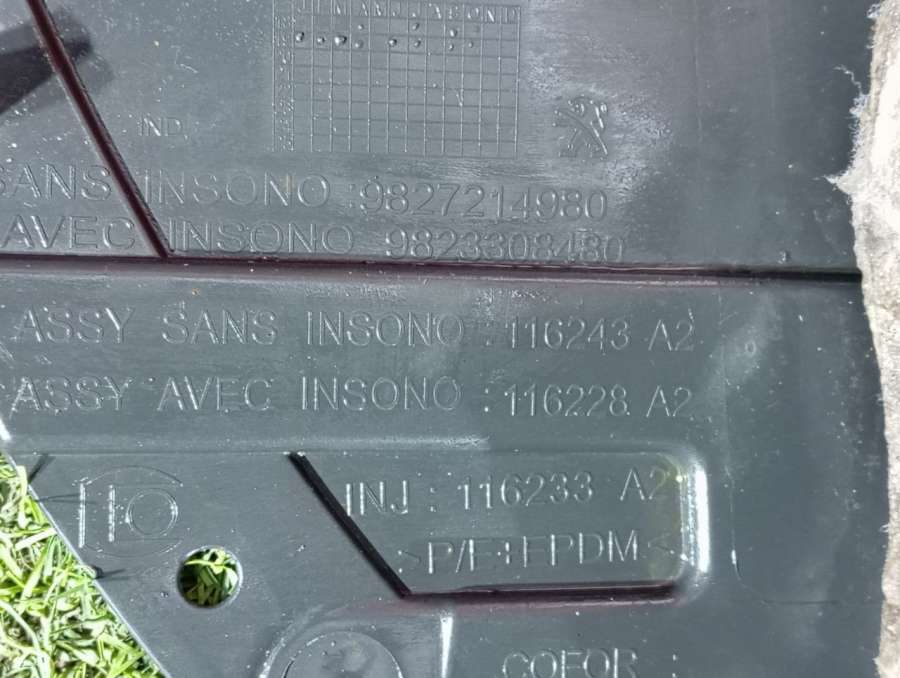 J F M A M J J A S O N D
IND.
SANS INSONO : 9827214980
AVEC INSONO 9823308480
ASSY SANS INSONO : 116243 A2
ASSY AVEC INSONO : 116228 A2
INJ : 116233 A2
>P/E+EPDM<
COFOR :